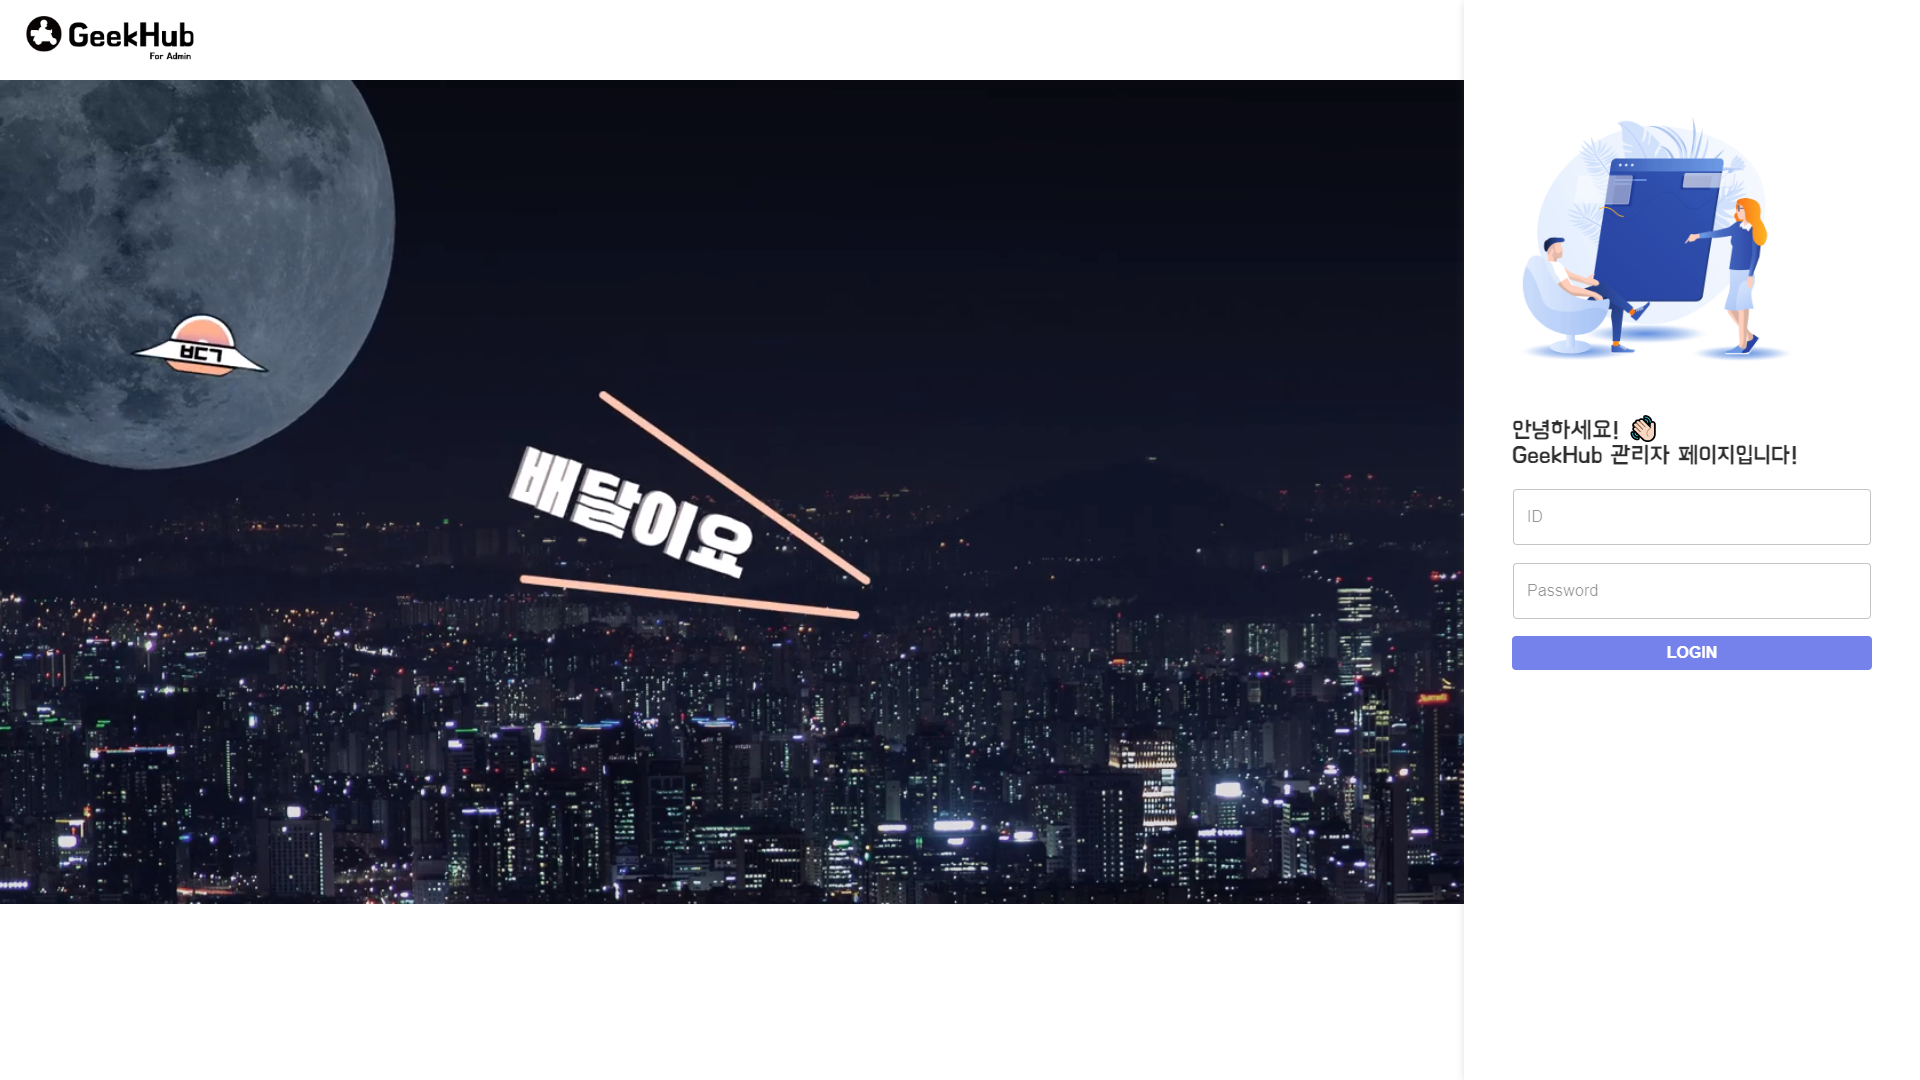 GeekHub
For Admin
ㅂㄷㄱ
배달이요
안녕하세요! 👋🏻
GeekHub 관리자 페이지입니다!
ID
Password
LOGIN